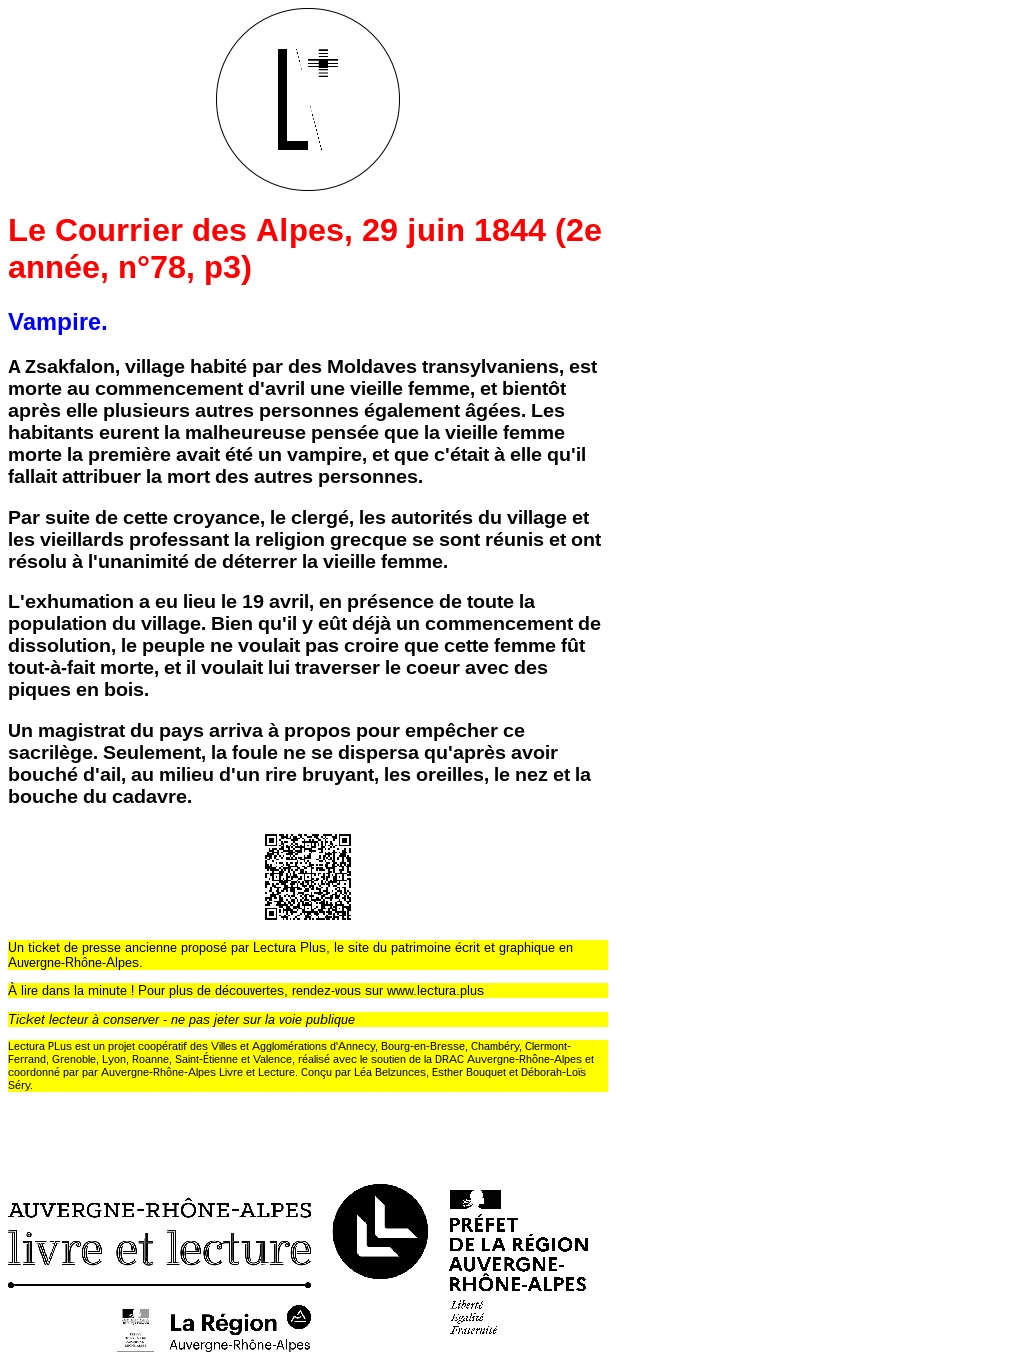 L+
Le Courrier des Alpes, 29 juin 1844 (2e
année, n°78, p3)
Vampire.
A Zsakfalon, village habité par des Moldaves transylvaniens, est
morte au commencement d'avril une vieille femme, et bientôt
après elle plusieurs autres personnes également âgées. Les
habitants eurent la malheureuse pensée que la vieille femme
morte la première avait été un vampire, et que c'était à elle qu'il
fallait attribuer la mort des autres personnes.
Par suite de cette croyance, le clergé, les autorités du village et
les vieillards professant la religion grecque se sont réunis et ont
résolu à l'unanimité de déterrer la vieille femme.
L'exhumation a eu lieu le 19 avril, en présence de toute la
population du village. Bien qu'il y eût déjà un commencement de
dissolution, le peuple ne voulait pas croire que cette femme fût
tout-à-fait morte, et il voulait lui traverser le coeur avec des
piques en bois.
Un magistrat du pays arriva à propos pour empêcher ce
sacrilège. Seulement, la foule ne se dispersa qu'après avoir
bouché d'ail, au milieu d'un rire bruyant, les oreilles, le nez et la
bouche du cadavre.
Un ticket de presse ancienne proposé par Lectura Plus, le site du patrimoine écrit et graphique en
Auvergne-Rhône-Alpes.
À lire dans la minute ! Pour plus de découvertes, rendez-vous sur www.lectura.plus
Ticket lecteur à conserver - ne pas jeter sur la voie publique
Lectura PLus est un projet coopératif des Villes et Agglomérations d'Annecy, Bourg-en-Bresse, Chambéry, Clermont-
Ferrand, Grenoble, Lyon, Roanne, Saint-Étienne et Valence, réalisé avec le soutien de la DRAC Auvergne-Rhône-Alpes et
coordonné par par Auvergne-Rhône-Alpes Livre et Lecture. Conçu par Léa Belzunces, Esther Bouquet et Déborah-Loïs
Séry.
AUVERGNE-RHÔNE-ALPES
livre et lecture
La Région
Auvergne-Rhône-Alpes
PRÉFET
DE LA RÉGION
AUVERGNE-
RHÔNE-ALPES
Liberté
Égalité
Fraternité